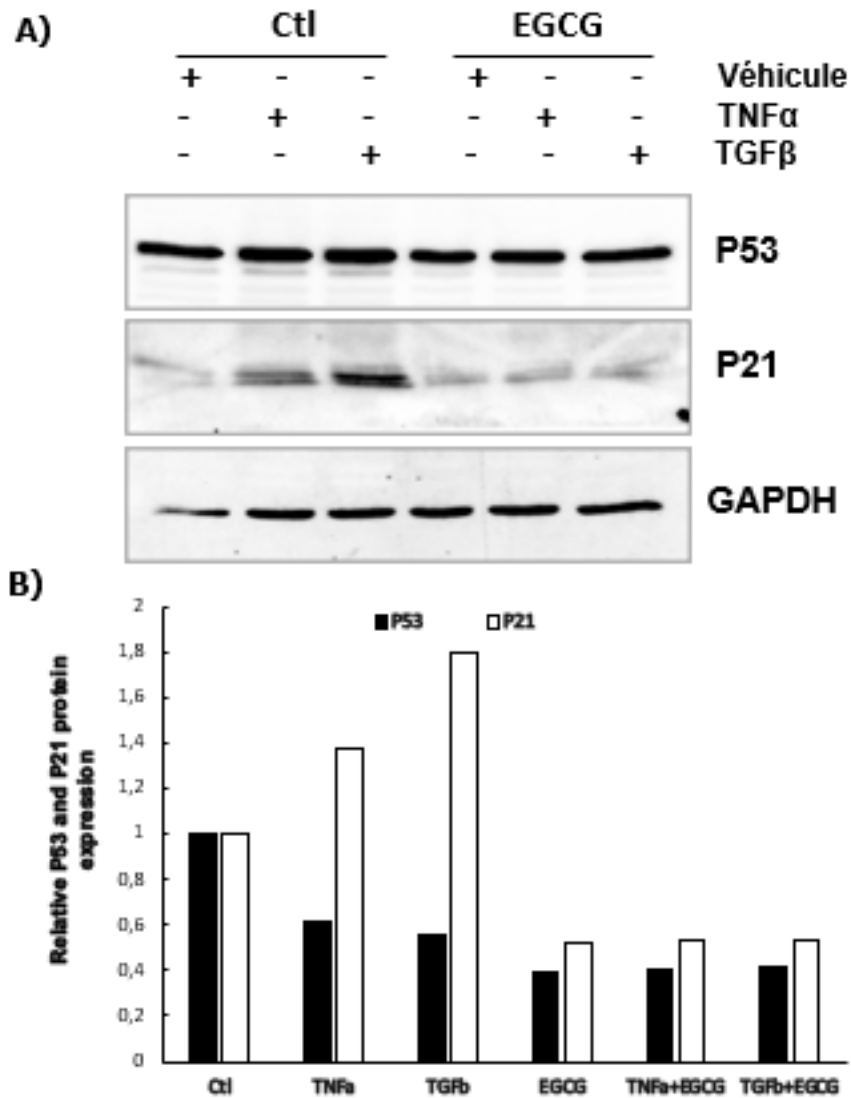 A)
Ctl EGCG
+ - - + - - Véhicule
- + - - + - TNFα
- - + - - + TGFβ
P53
P21
GAPDH
B)
Relative P53 and P21 protein
expression
P53 P21
2
1,8
1,6
1,4
1,2
1
0,8
0,6
0,4
0,2
0
Ctl TNFa TGFb EGCG TNFa+EGCG TGFb+EGCG